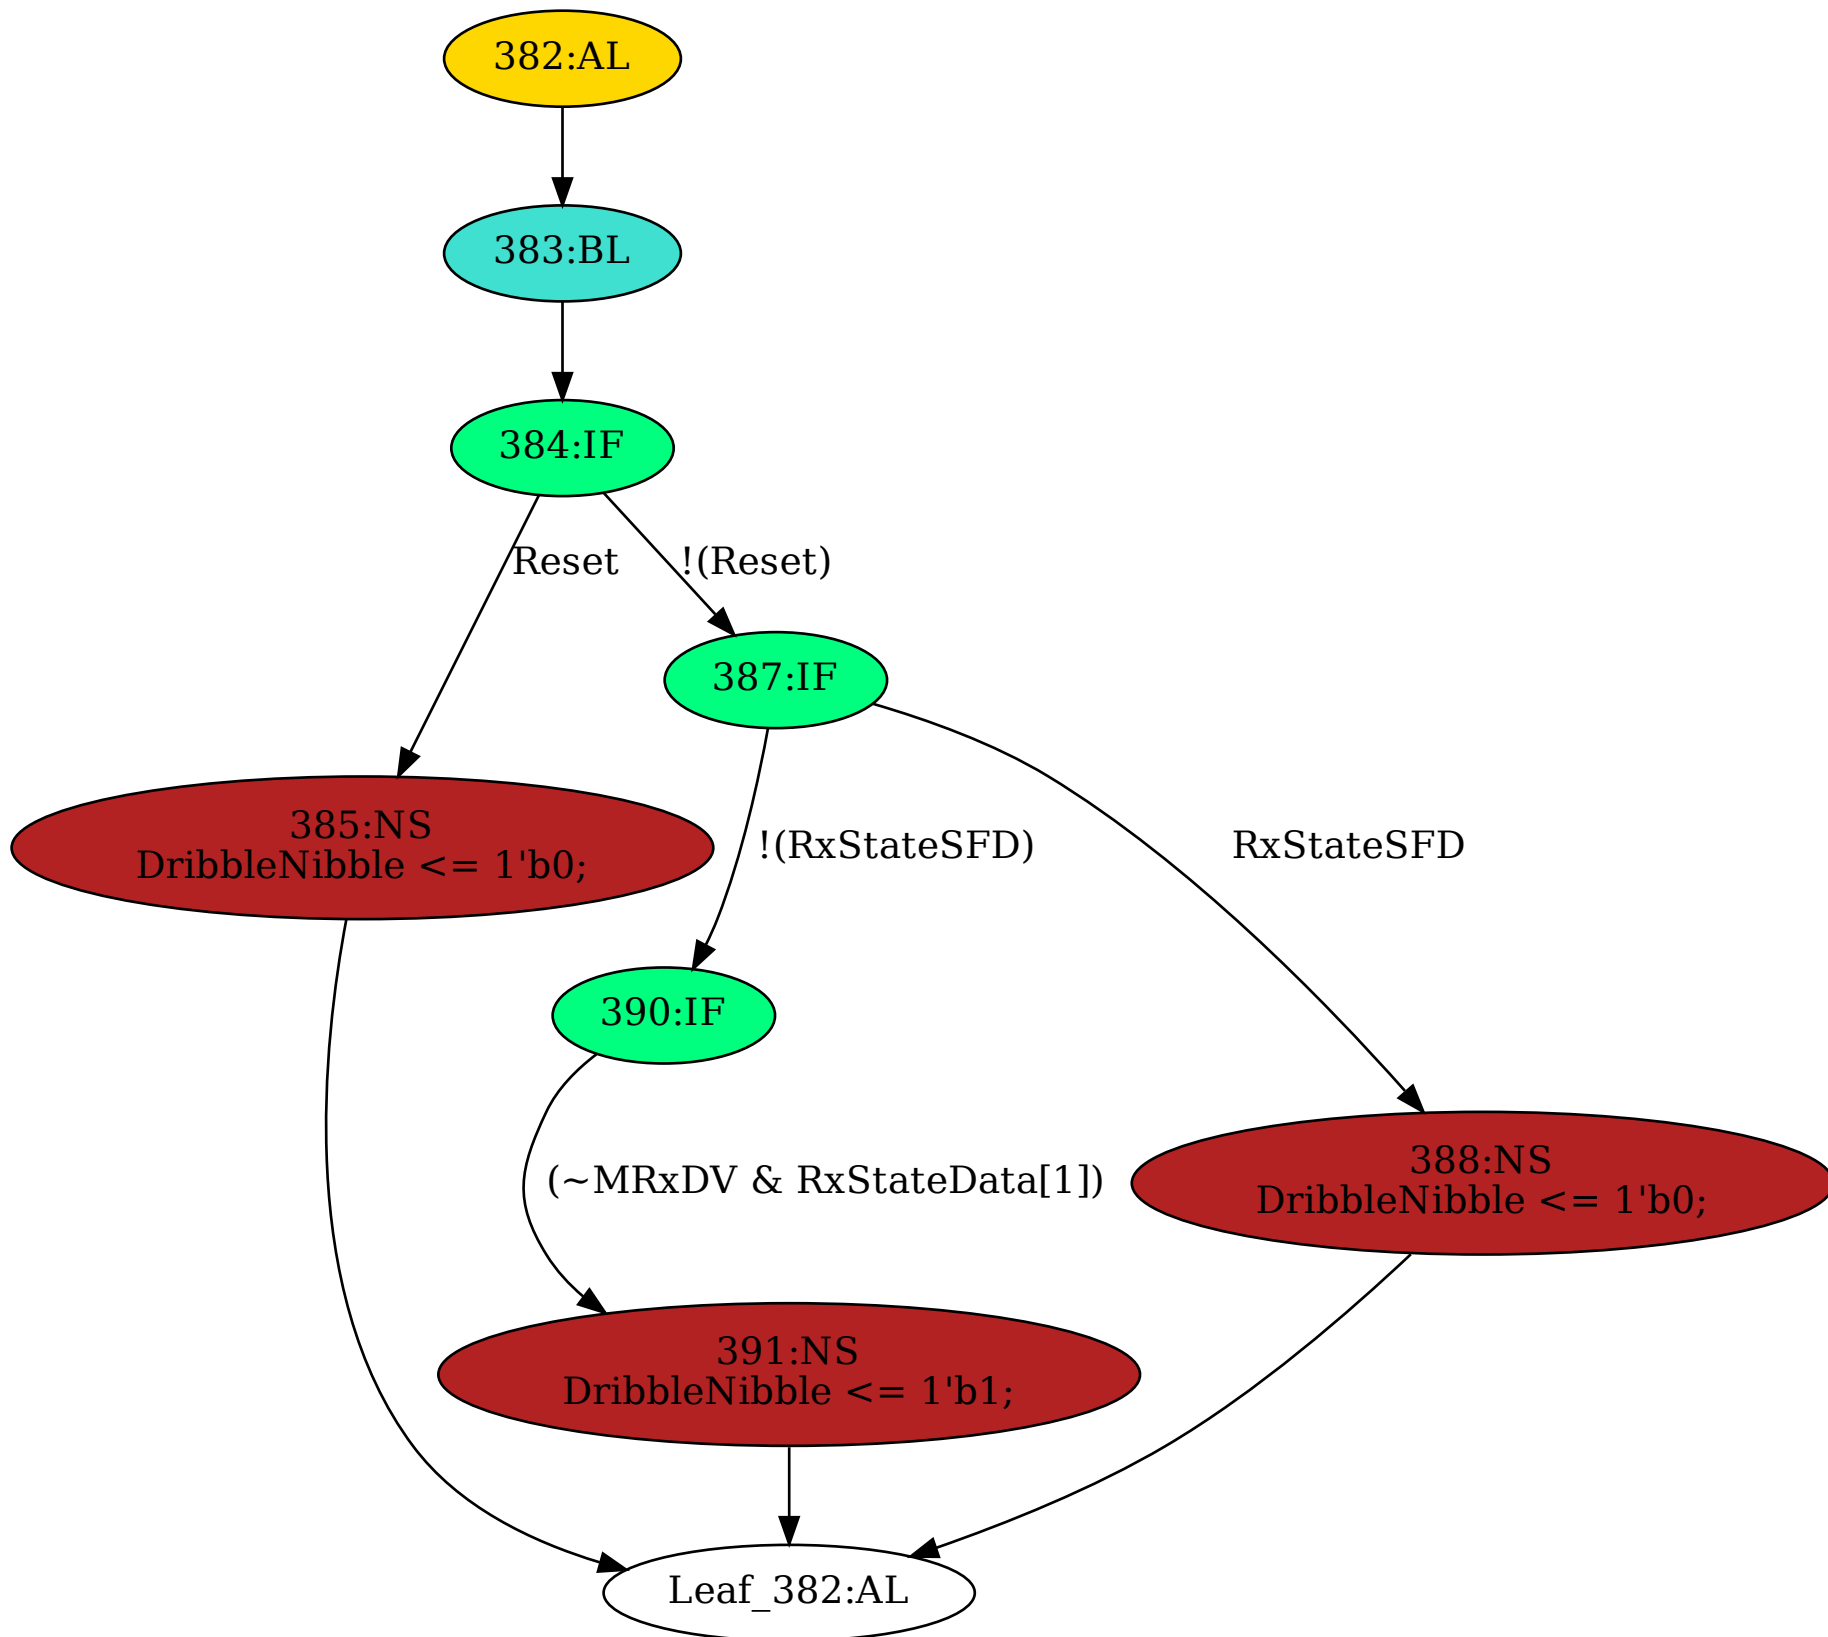 382:AL
383:BL
384:IF
Reset
!(Reset)
387:IF
385:NS
DribbleNibble <= 1'b0;
!(RxStateSFD)
RxStateSFD
390:IF
(~MRxDV & RxStateData[1])
388:NS
DribbleNibble <= 1'b0;
391:NS
DribbleNibble <= 1'b1;
Leaf_382:AL